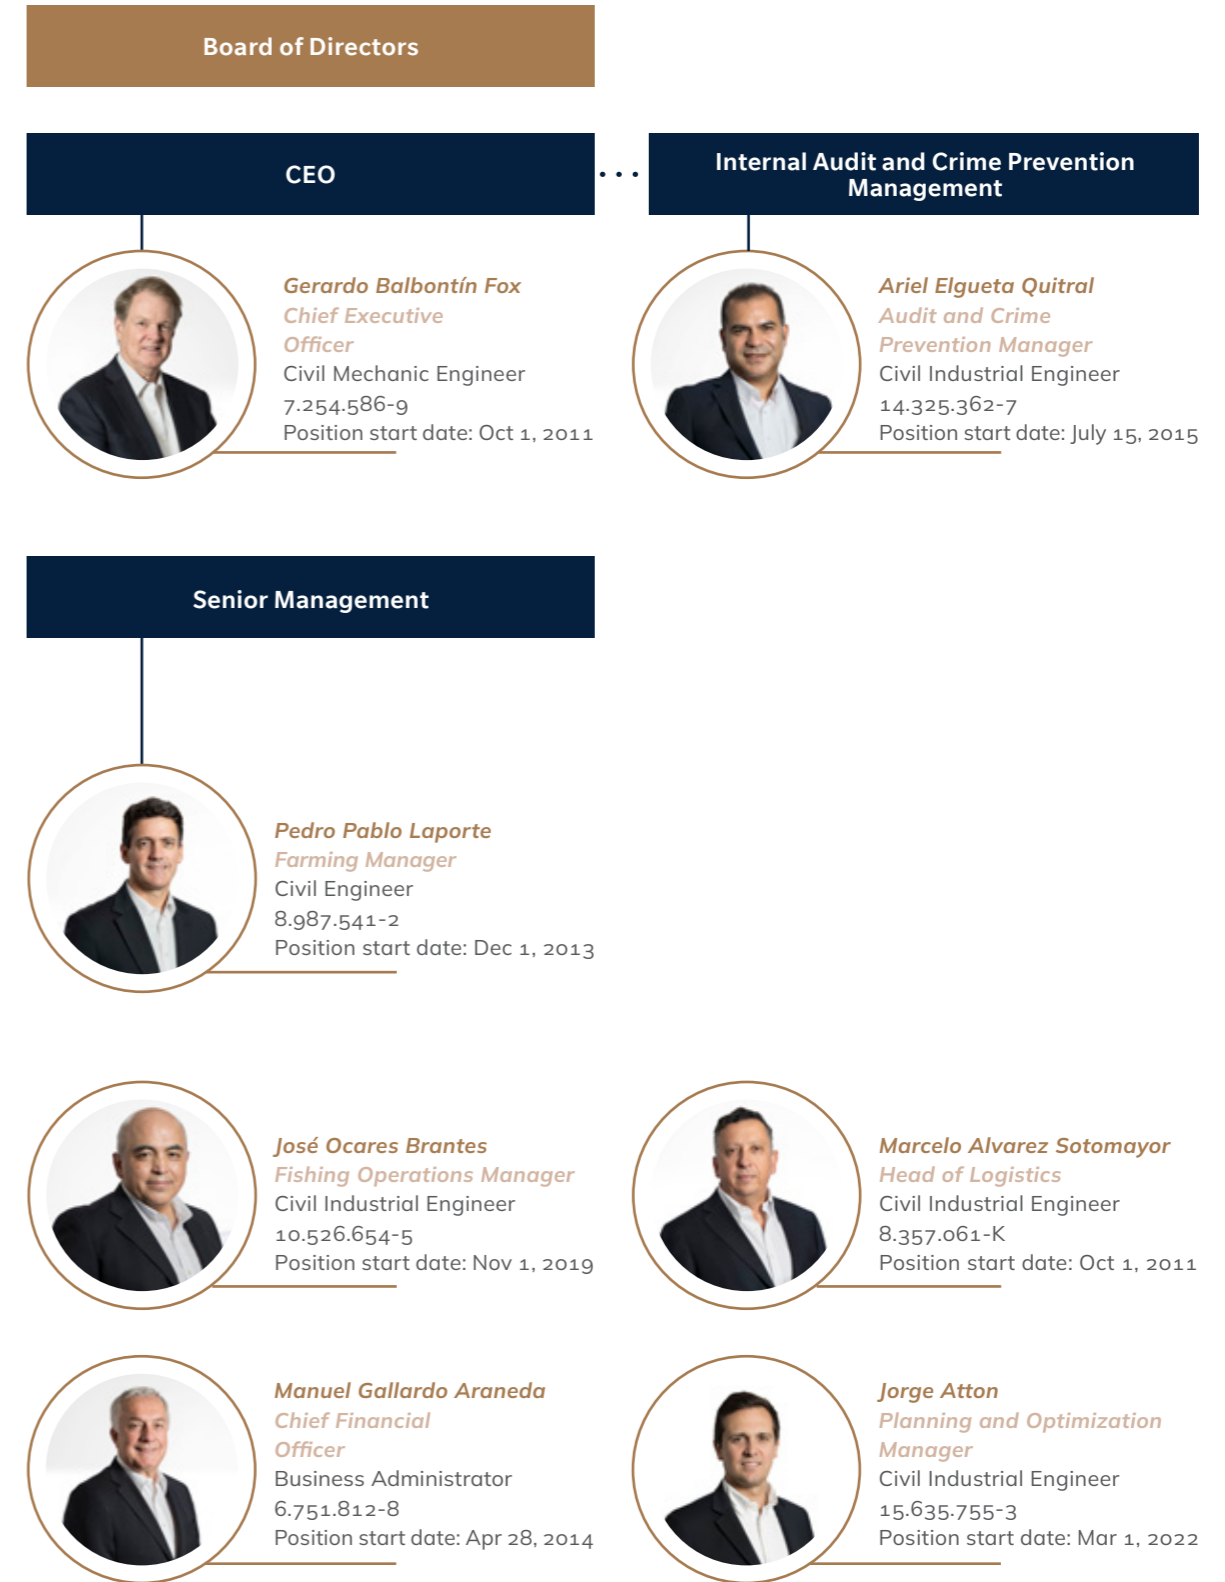 Board of Directors
CEO
Internal Audit and Crime Prevention
Management
Gerardo Balbontín Fox
Chief Executive
Officer
Civil Mechanic Engineer
7.254.586-9
Position start date: Oct 1, 2011
Ariel Elgueta Quitral
Audit and Crime
Prevention Manager
Civil Industrial Engineer
14.325.362-7
Position start date: July 15, 2015
Senior Management
Pedro Pablo Laporte
Farming Manager
Civil Engineer
8.987.541-2
Position start date: Dec 1, 2013
José Ocares Brantes
Fishing Operations Manager
Civil Industrial Engineer
10.526.654-5
Position start date: Nov 1, 2019
Marcelo Alvarez Sotomayor
Head of Logistics
Civil Industrial Engineer
8.357.061-K
Position start date: Oct 1, 2011
Manuel Gallardo Araneda
Chief Financial
Officer
Business Administrator
6.751.812-8
Position start date: Apr 28, 2014
Jorge Atton
Planning and Optimization
Manager
Civil Industrial Engineer
15.635.755-3
Position start date: Mar 1, 2022